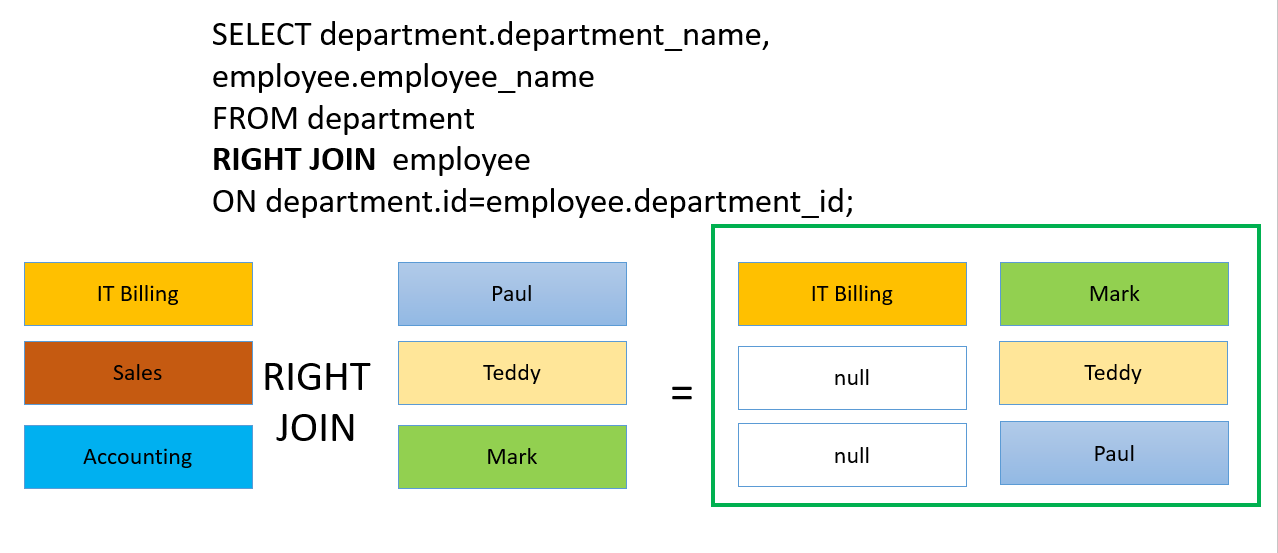 SELECT department.department_name,
employee.employee_name
FROM department
RIGHT JOIN employee
ON department.id=employee.department_id;
IT Billing
Sales
Accounting
RIGHT
JOIN
Paul
Teddy
Mark
=
IT Billing
Mark
null
Teddy
null
Paul